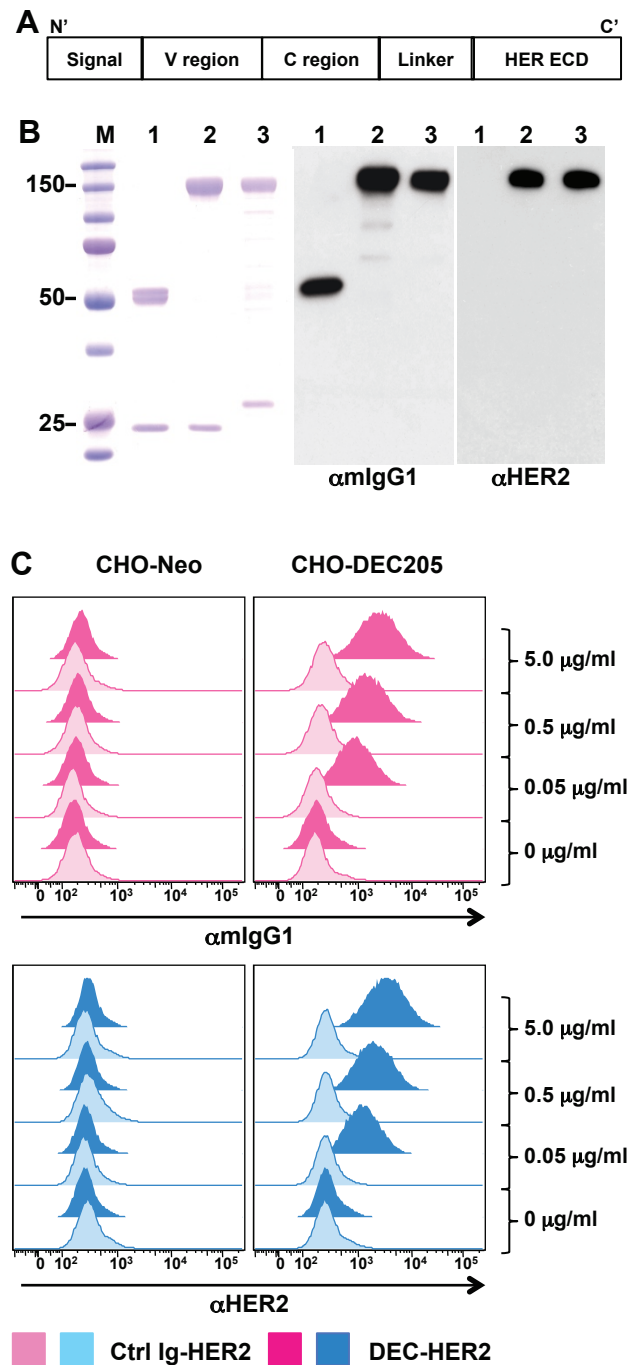 A
N’ C’
Signal V region C region Linker HER ECD
B
M 1 2 3 1 2 3 1 2 3
150–
50–
25–
αmIgG1 αHER2
C
CHO-Neo CHO-DEC205
5.0 μg/ml
0.5 μg/ml
0.05 μg/ml
0 μg/ml
0 10² 10³ 10⁴ 10⁵ 0 10² 10³ 10⁴ 10⁵
αmIgG1
5.0 μg/ml
0.5 μg/ml
0.05 μg/ml
0 μg/ml
0 10² 10³ 10⁴ 10⁵ 0 10² 10³ 10⁴ 10⁵
αHER2
Ctrl Ig-HER2 DEC-HER2